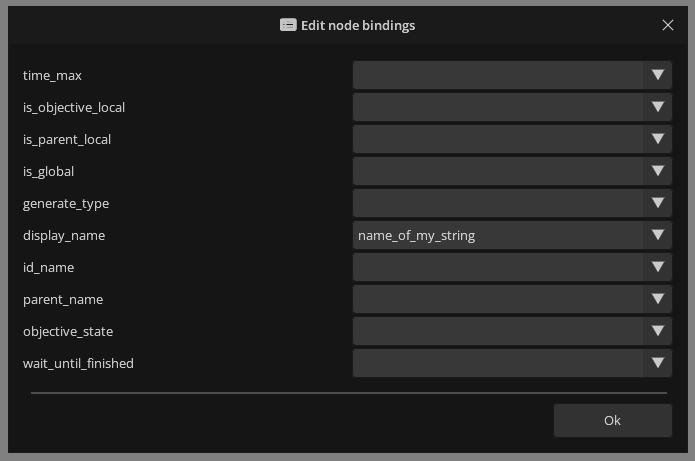 Edit node bindings
time_max
is_objective_local
is_parent_local
is_global
generate_type
display_name name_of_my_string
id_name
parent_name
objective_state
wait_until_finished
Ok